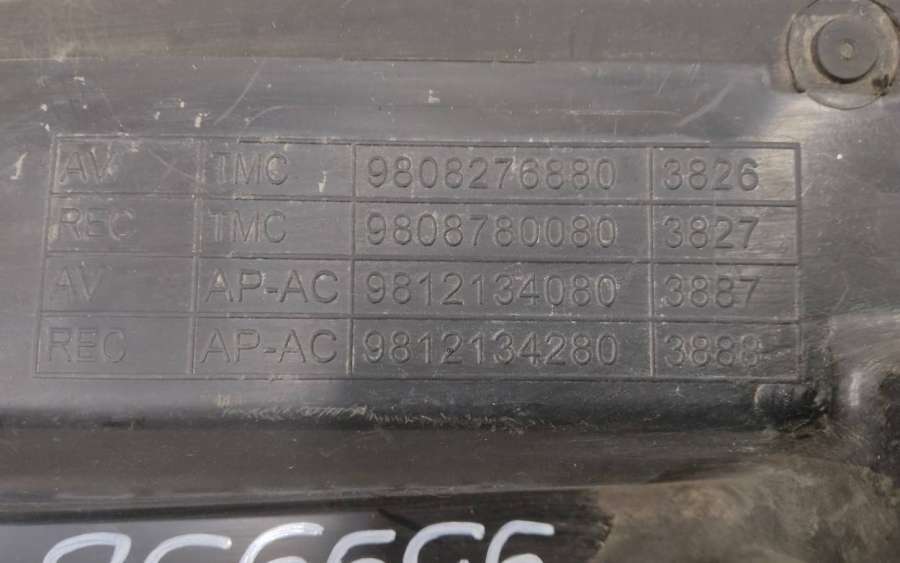 AV TMC 9808276880 3826
REC TMC 9808780080 3827
AV AP-AC 9812134080 3887
REC AP-AC 9812134280 3888